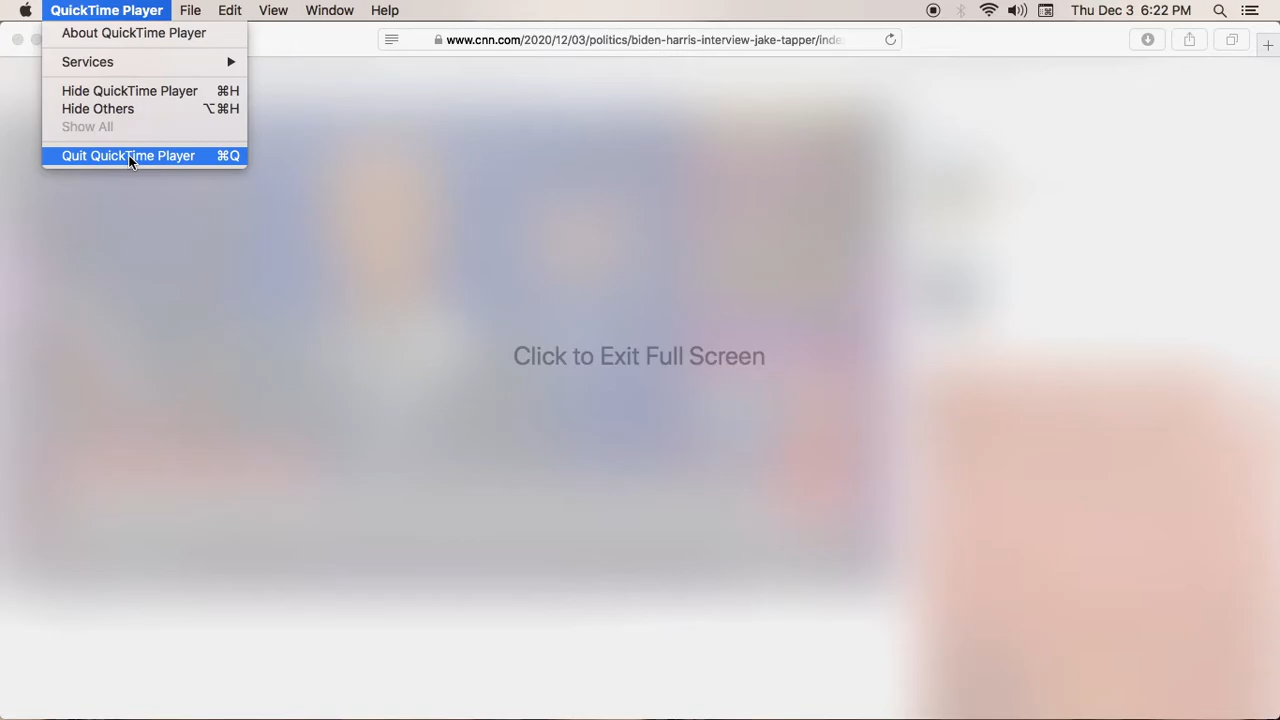 QuickTime Player File Edit View Window Help Thu Dec 3 6:22 PM
About QuickTime Player
www.cnn.com/2020/12/03/politics/biden-harris-interview-jake-tapper/inde
Services ▶
Hide QuickTime Player ⌘H
Hide Others ⌥⌘H
Show All
Quit QuickTime Player ⌘Q
Click to Exit Full Screen